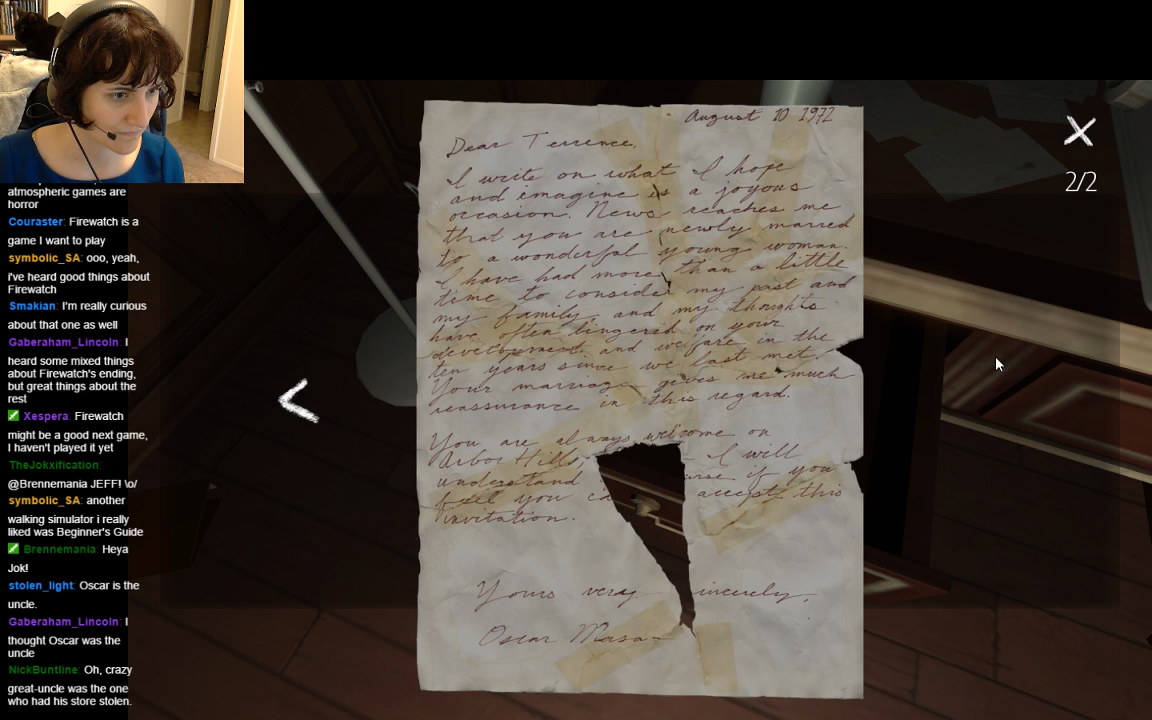 atmospheric games are
horror
Couraster: Firewatch is a
game I want to play
symbolic_SA: ooo, yeah,
i've heard good things about
Firewatch
Smakian: I'm really curious
about that one as well
Gaberaham_Lincoln: I
heard some mixed things
about Firewatch's ending,
but great things about the
rest
Xespera: Firewatch
might be a good next game,
I haven't played it yet
TheJokxification:
@Brennemania JEFF! \o/
symbolic_SA: another
walking simulator i really
liked was Beginner's Guide
Brennemania: Heya
Jok!
stolen_light: Oscar is the
uncle.
Gaberaham_Lincoln: I
thought Oscar was the
uncle
NickBuntline: Oh, crazy
great-uncle was the one
who had his store stolen.
August 10 1972
Dear Terrence,
I write on what I hope
and imagine is a joyous
occasion. News reaches me
that you are newly married
to a wonderful young woman.
I have had more than a little
time to consider my past and
my family, and my thoughts
have often lingered on your
development and welfare in the
ten years since we last met.
Your marriage gives me much
reassurance in this regard.
You are always welcome on
Arbor Hills, I will
understand urse if you
feel you ca accept this
invitation.
Yours very incerely,
Oscar Masan
2/2